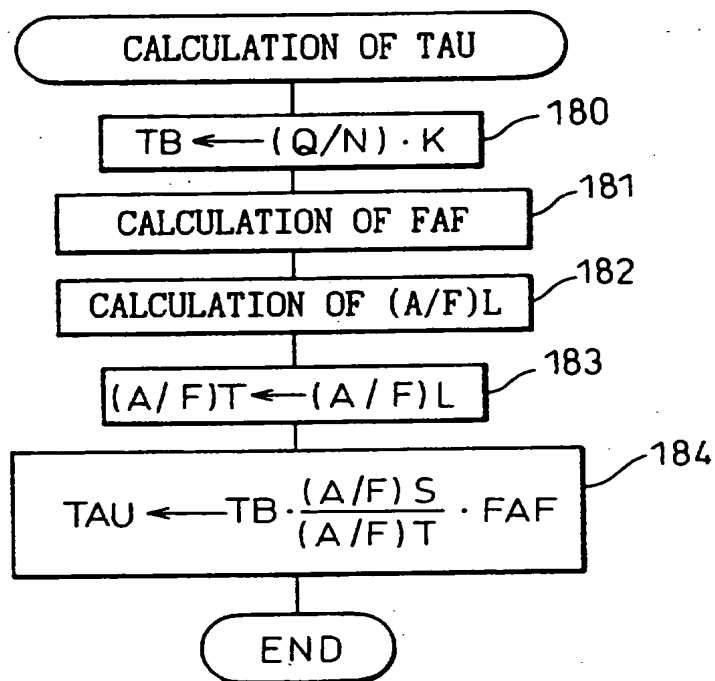 CALCULATION OF TAU
TB ← (Q/N) · K
180
CALCULATION OF FAF
181
CALCULATION OF (A/F)L
182
(A/F)T ← (A/F)L
183
TAU ← TB · (A/F)S / (A/F)T · FAF
184
END